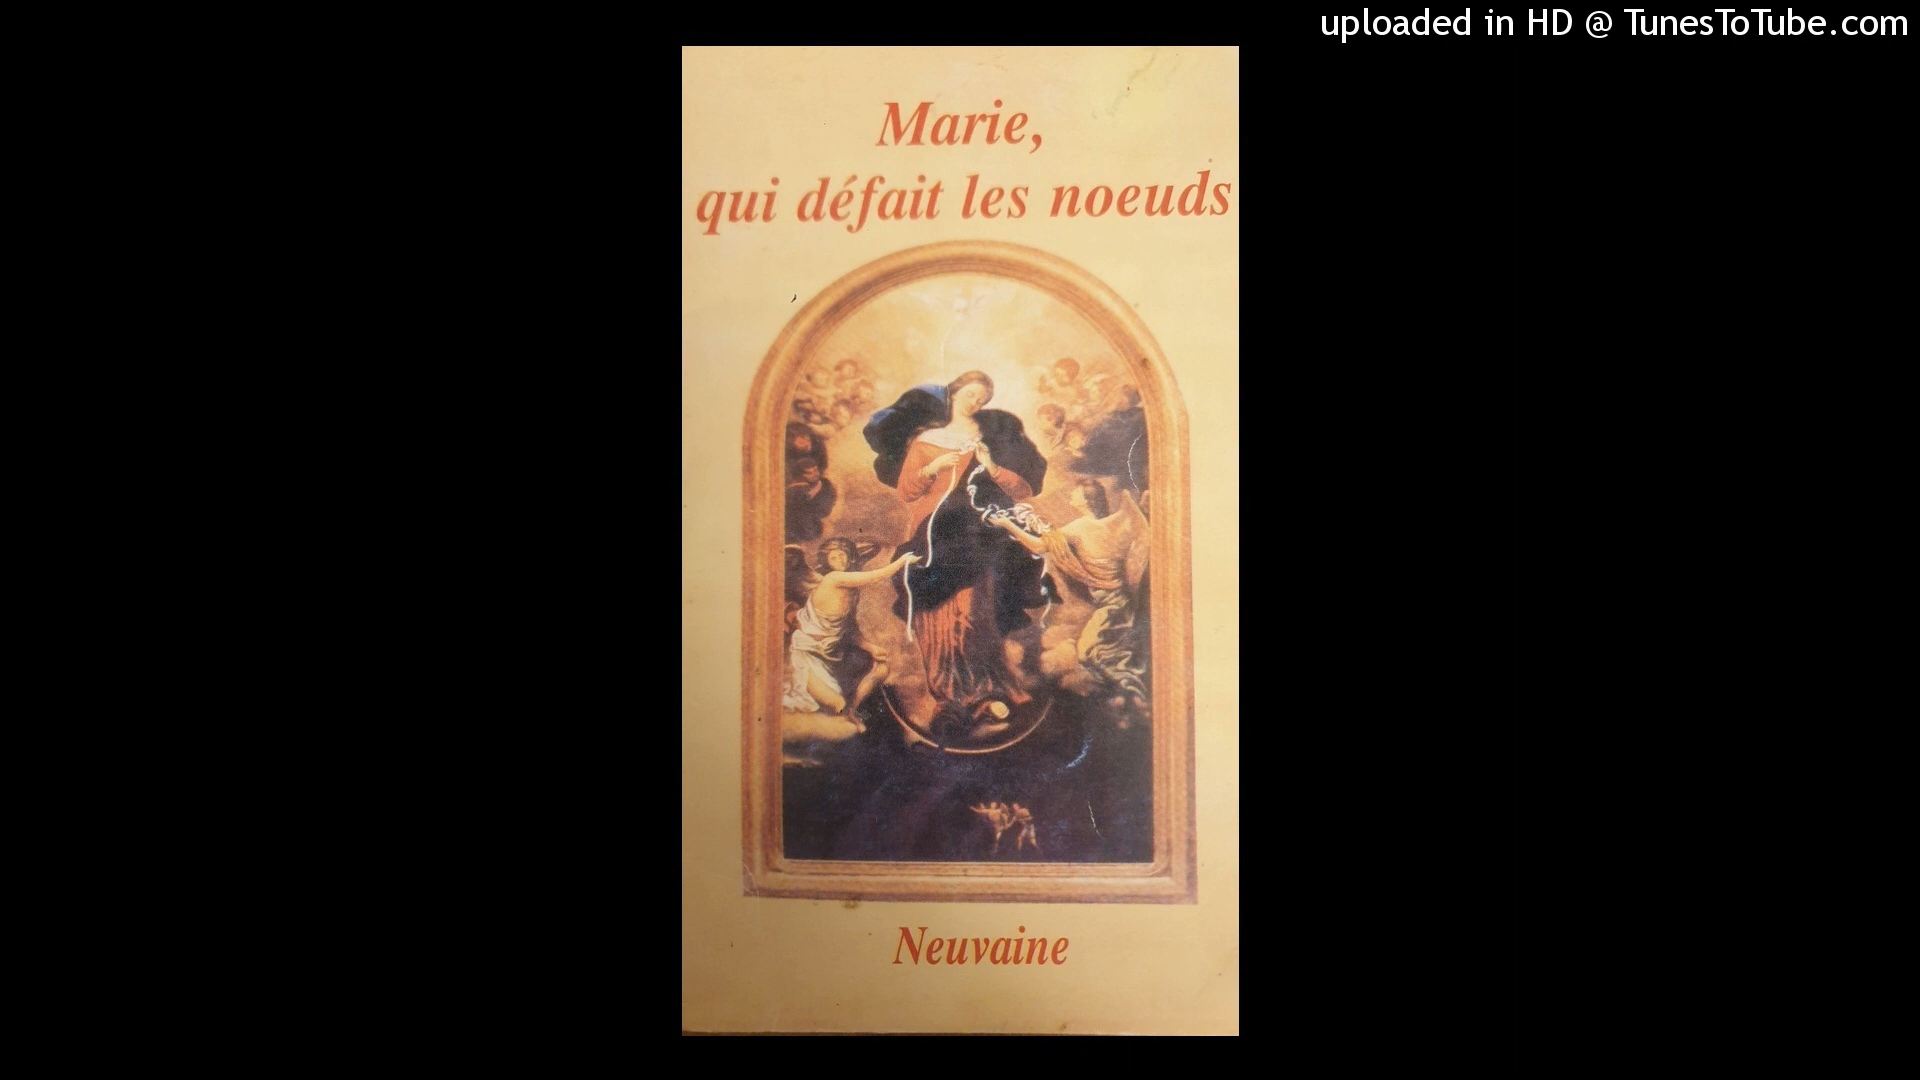 uploaded in HD @ TunesToTube.com
Marie,
qui défait les noeuds
Neuvaine